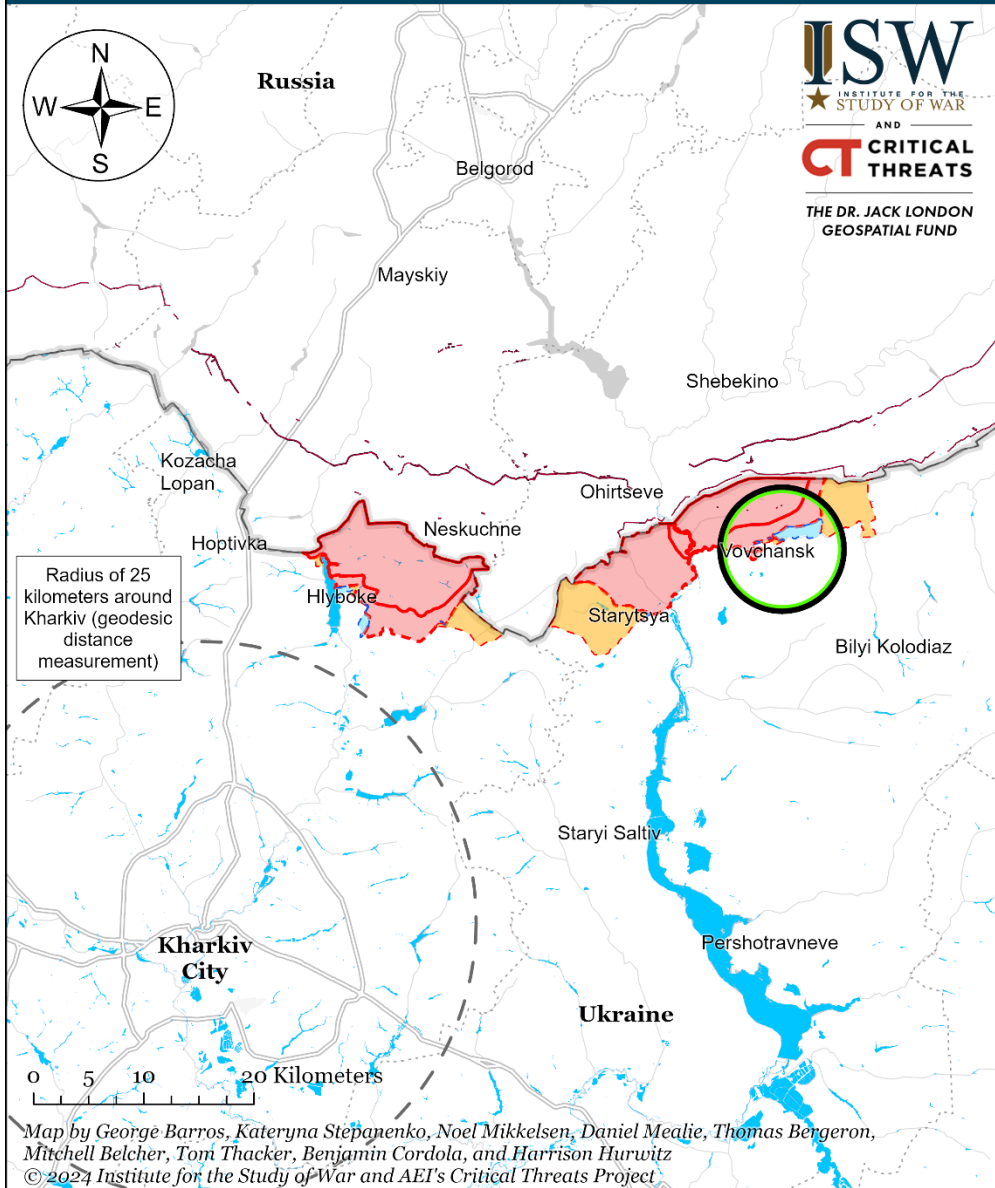 N
W E
S
Russia
ISW
INSTITUTE FOR THE
STUDY OF WAR
AND
CT CRITICAL
THREATS
THE DR. JACK LONDON
GEOSPATIAL FUND
Belgorod
Mayskiy
Shebekino
Kozacha
Lopan
Ohirtseve
Neskuchne
Hoptivka
Vovchansk
Radius of 25
kilometers around
Kharkiv (geodesic
distance
measurement)
Hlyboke
Starytsya
Bilyi Kolodiaz
Staryi Saltiv
Pershotravneve
Kharkiv
City
Ukraine
0 5 10 20 Kilometers
Map by George Barros, Kateryna Stepanenko, Noel Mikkelsen, Daniel Mealie, Thomas Bergeron,
Mitchell Belcher, Tom Thacker, Benjamin Cordola, and Harrison Hurwitz
© 2024 Institute for the Study of War and AEI's Critical Threats Project